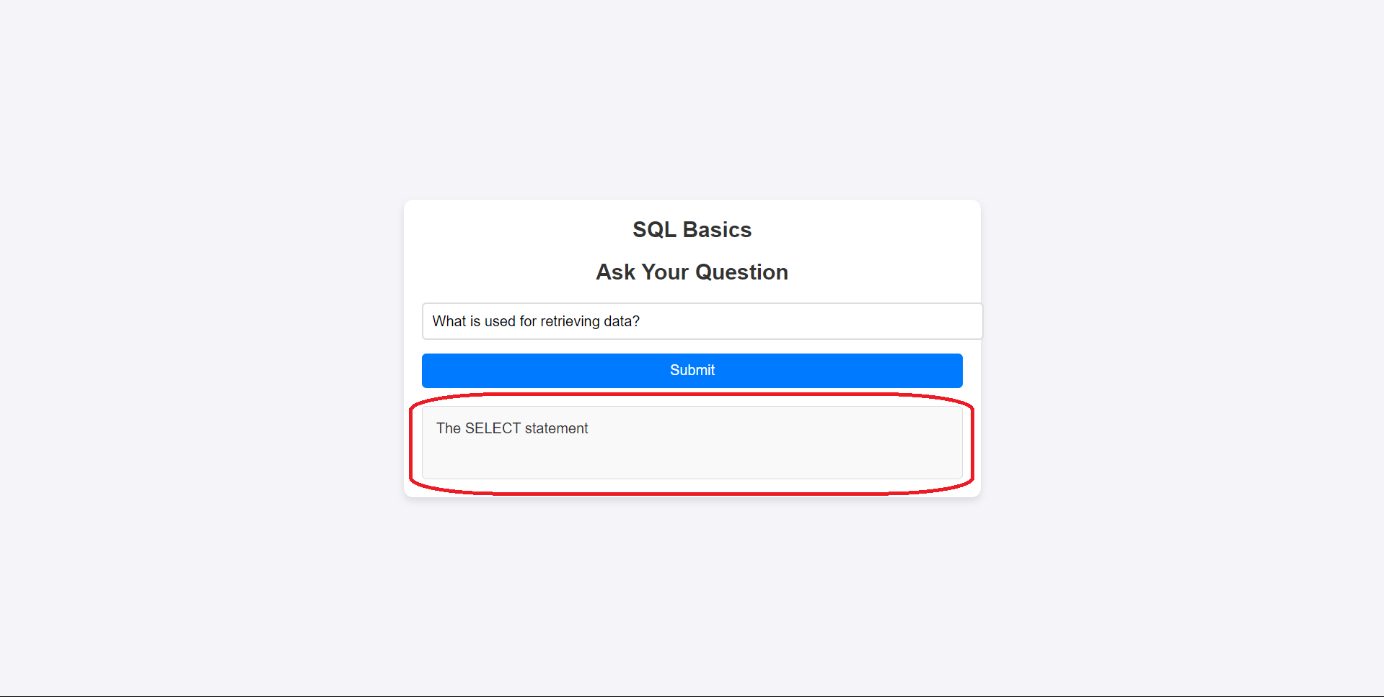 SQL Basics
Ask Your Question
What is used for retrieving data?
Submit
The SELECT statement